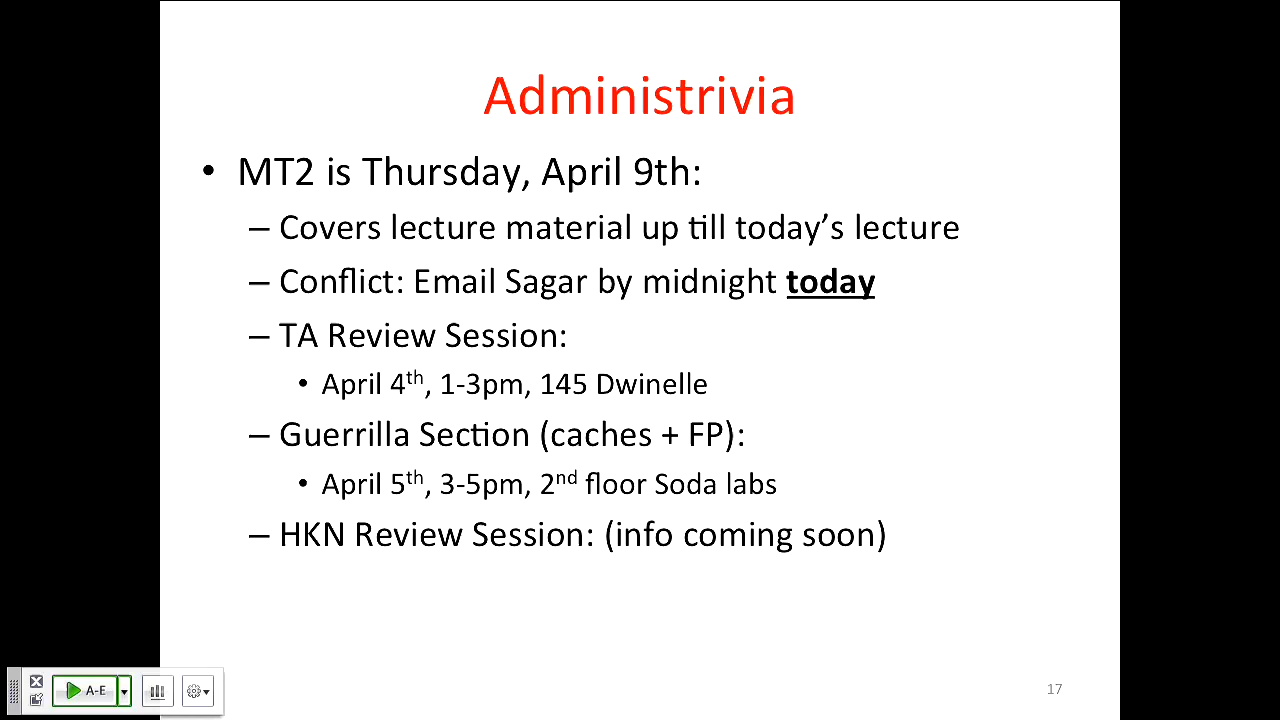 Administrivia
• MT2 is Thursday, April 9th:
– Covers lecture material up till today’s lecture
– Conflict: Email Sagar by midnight today
– TA Review Session:
• April 4th, 1-3pm, 145 Dwinelle
– Guerrilla Section (caches + FP):
• April 5th, 3-5pm, 2nd floor Soda labs
– HKN Review Session: (info coming soon)
A-E
17